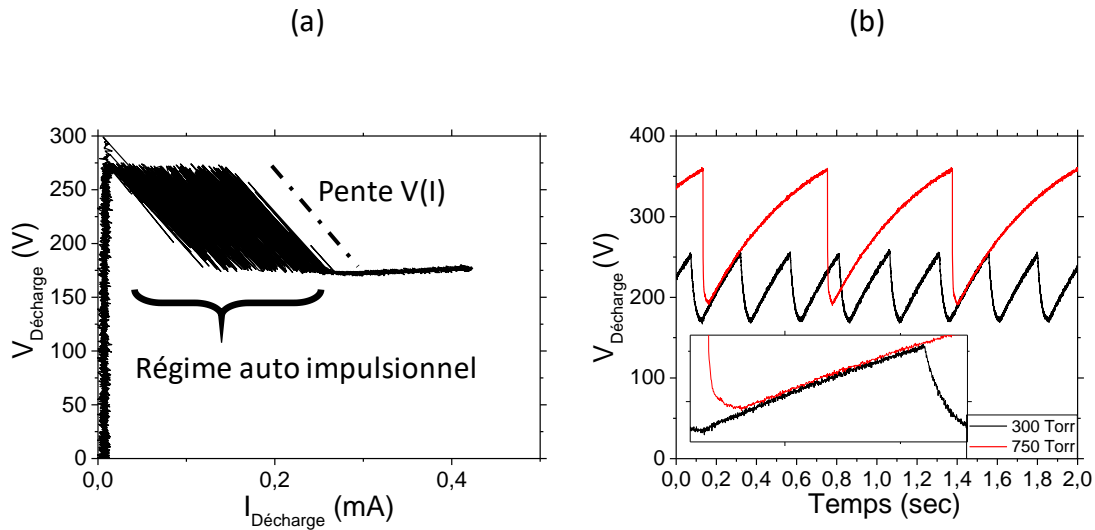 (a)
(b)
300
250
200
150
100
50
0
V_Décharge (V)
0,0
0,2
0,4
I_Décharge (mA)
Pente V(I)
Régime auto impulsionnel
400
300
200
100
0
V_Décharge (V)
0,0 0,2 0,4 0,6 0,8 1,0 1,2 1,4 1,6 1,8 2,0
Temps (sec)
300 Torr
750 Torr